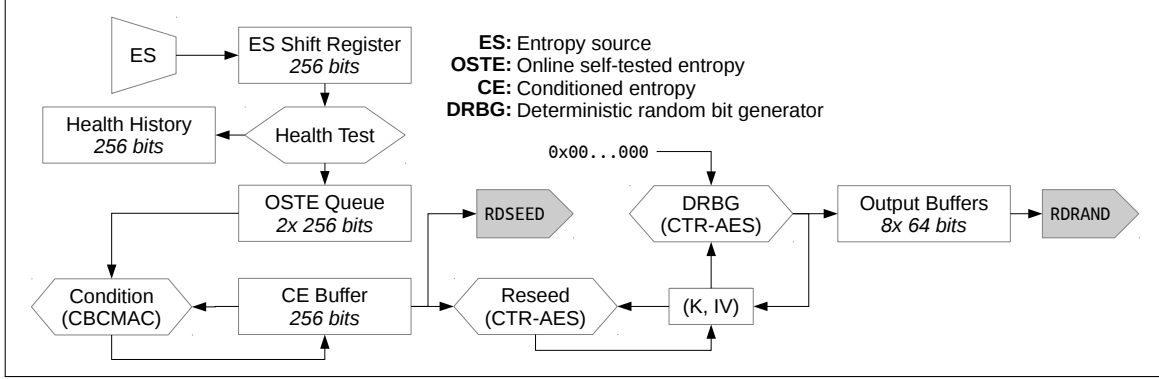 ES
ES Shift Register
256 bits
ES: Entropy source
OSTE: Online self-tested entropy
CE: Conditioned entropy
DRBG: Deterministic random bit generator
Health History
256 bits
Health Test
0x00...000
OSTE Queue
2x 256 bits
RDSEED
DRBG
(CTR-AES)
Output Buffers
8x 64 bits
RDRAND
Condition
(CBCMAC)
CE Buffer
256 bits
Reseed
(CTR-AES)
(K, IV)